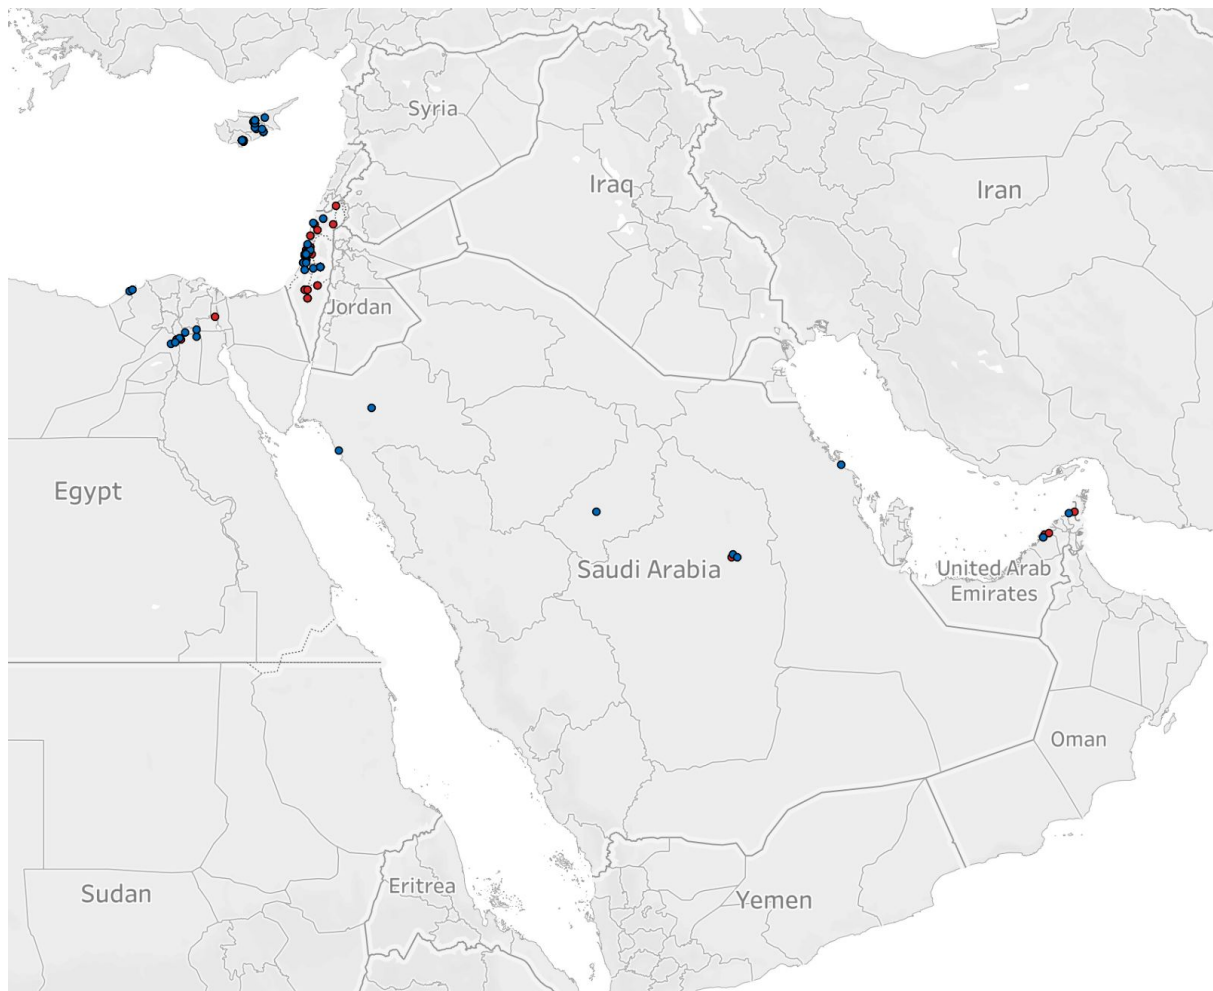 Syria
Iraq
Iran
Jordan
Egypt
Saudi Arabia
United Arab
Emirates
Oman
Sudan
Eritrea
Yemen